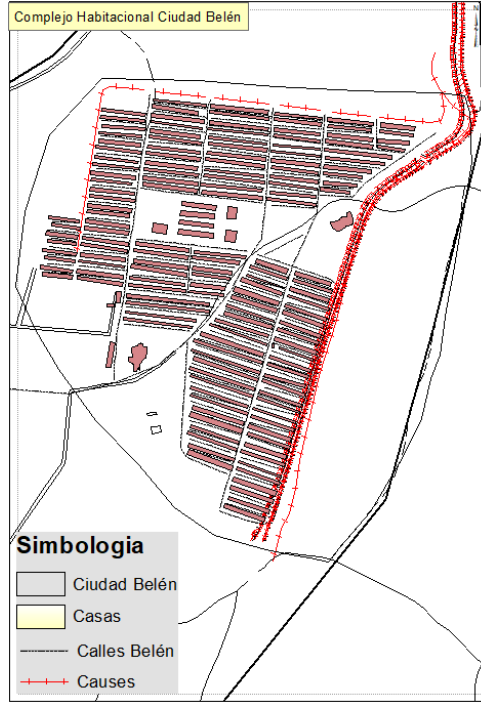 Complejo Habitacional Ciudad Belén
Simbologia
Ciudad Belén
Casas
Calles Belén
Causes